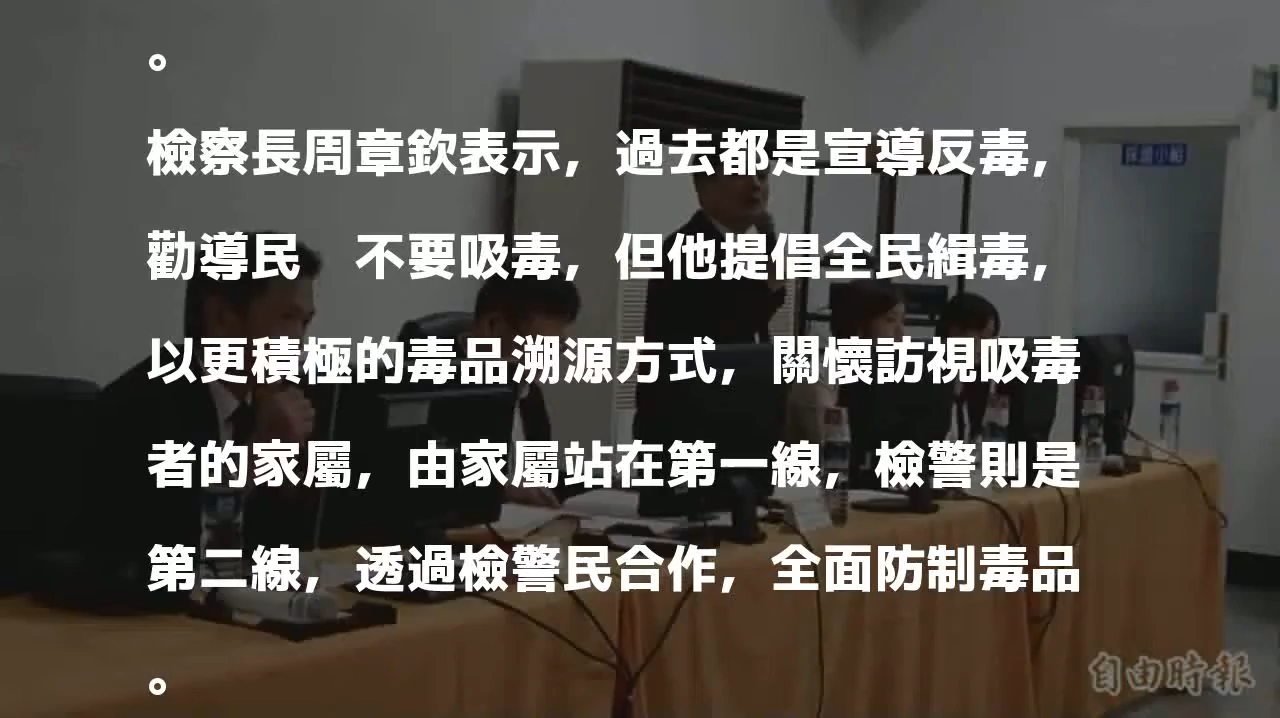 。
檢察長周章欽表示，過去都是宣導反毒，
勸導民　不要吸毒，但他提倡全民緝毒，
以更積極的毒品溯源方式，關懷訪視吸毒
者的家屬，由家屬站在第一線，檢警則是
第二線，透過檢警民合作，全面防制毒品
。
自由時報